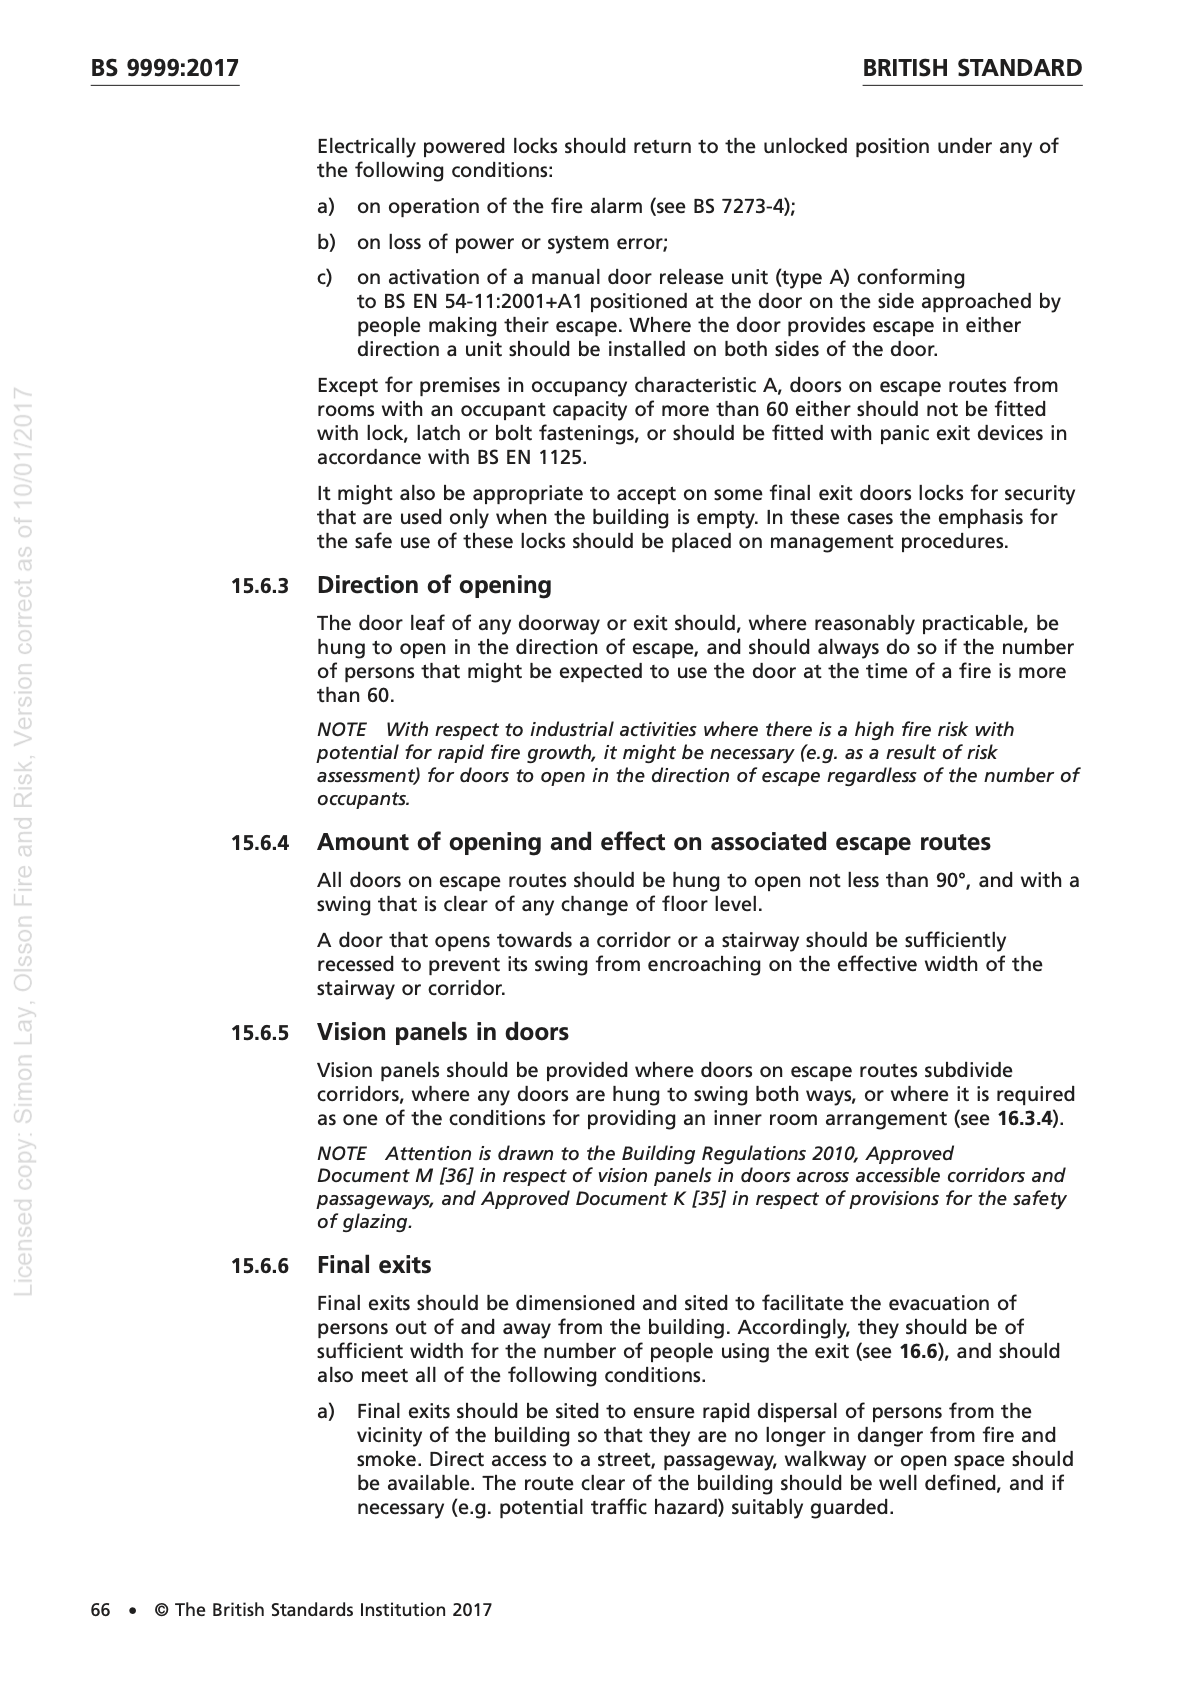 BS 9999:2017
BRITISH STANDARD
Electrically powered locks should return to the unlocked position under any of
the following conditions:
a) on operation of the fire alarm (see BS 7273-4);
b) on loss of power or system error;
c) on activation of a manual door release unit (type A) conforming
to BS EN 54-11:2001+A1 positioned at the door on the side approached by
people making their escape. Where the door provides escape in either
direction a unit should be installed on both sides of the door.
Except for premises in occupancy characteristic A, doors on escape routes from
rooms with an occupant capacity of more than 60 either should not be fitted
with lock, latch or bolt fastenings, or should be fitted with panic exit devices in
accordance with BS EN 1125.
It might also be appropriate to accept on some final exit doors locks for security
that are used only when the building is empty. In these cases the emphasis for
the safe use of these locks should be placed on management procedures.
15.6.3 Direction of opening
The door leaf of any doorway or exit should, where reasonably practicable, be
hung to open in the direction of escape, and should always do so if the number
of persons that might be expected to use the door at the time of a fire is more
than 60.
NOTE With respect to industrial activities where there is a high fire risk with
potential for rapid fire growth, it might be necessary (e.g. as a result of risk
assessment) for doors to open in the direction of escape regardless of the number of
occupants.
15.6.4 Amount of opening and effect on associated escape routes
All doors on escape routes should be hung to open not less than 90°, and with a
swing that is clear of any change of floor level.
A door that opens towards a corridor or a stairway should be sufficiently
recessed to prevent its swing from encroaching on the effective width of the
stairway or corridor.
15.6.5 Vision panels in doors
Vision panels should be provided where doors on escape routes subdivide
corridors, where any doors are hung to swing both ways, or where it is required
as one of the conditions for providing an inner room arrangement (see 16.3.4).
NOTE Attention is drawn to the Building Regulations 2010, Approved
Document M [36] in respect of vision panels in doors across accessible corridors and
passageways, and Approved Document K [35] in respect of provisions for the safety
of glazing.
15.6.6 Final exits
Final exits should be dimensioned and sited to facilitate the evacuation of
persons out of and away from the building. Accordingly, they should be of
sufficient width for the number of people using the exit (see 16.6), and should
also meet all of the following conditions.
a) Final exits should be sited to ensure rapid dispersal of persons from the
vicinity of the building so that they are no longer in danger from fire and
smoke. Direct access to a street, passageway, walkway or open space should
be available. The route clear of the building should be well defined, and if
necessary (e.g. potential traffic hazard) suitably guarded.
66 • © The British Standards Institution 2017
Licensed copy: Simon Lay, Olsson Fire and Risk, Version correct as of 10/01/2017